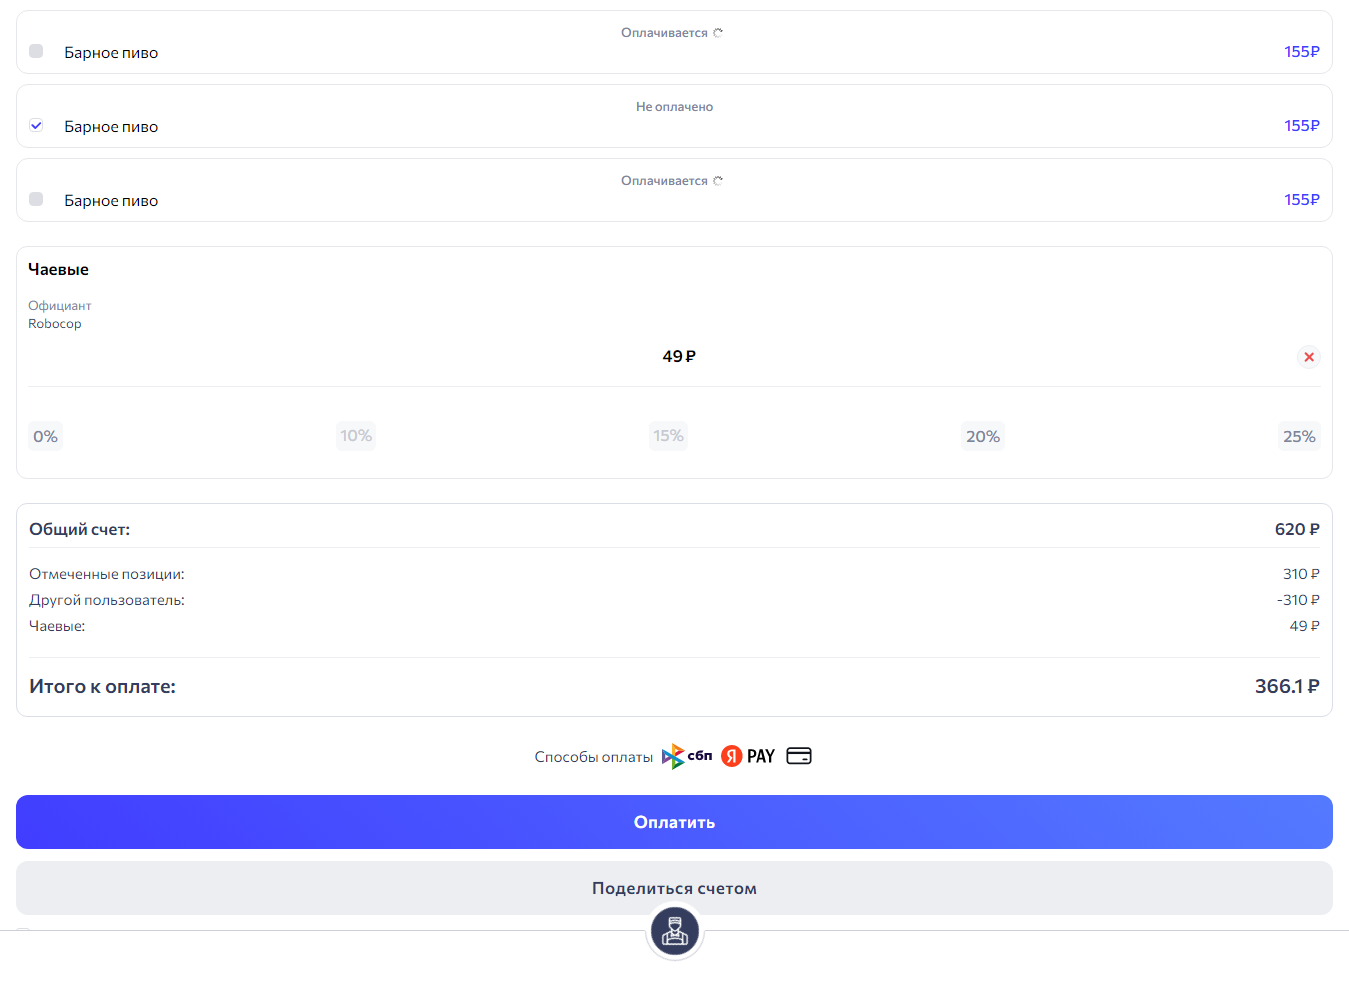 Оплачивается
Барное пиво 155₽
Не оплачено
Барное пиво 155₽
Оплачивается
Барное пиво 155₽
Чаевые
Официант
Robocop
49 ₽
0% 10% 15% 20% 25%
Общий счет: 620 ₽
Отмеченные позиции: 310 ₽
Другой пользователь: -310 ₽
Чаевые: 49 ₽
Итого к оплате: 366.1 ₽
Способы оплаты сбп Я PAY
Оплатить
Поделиться счетом